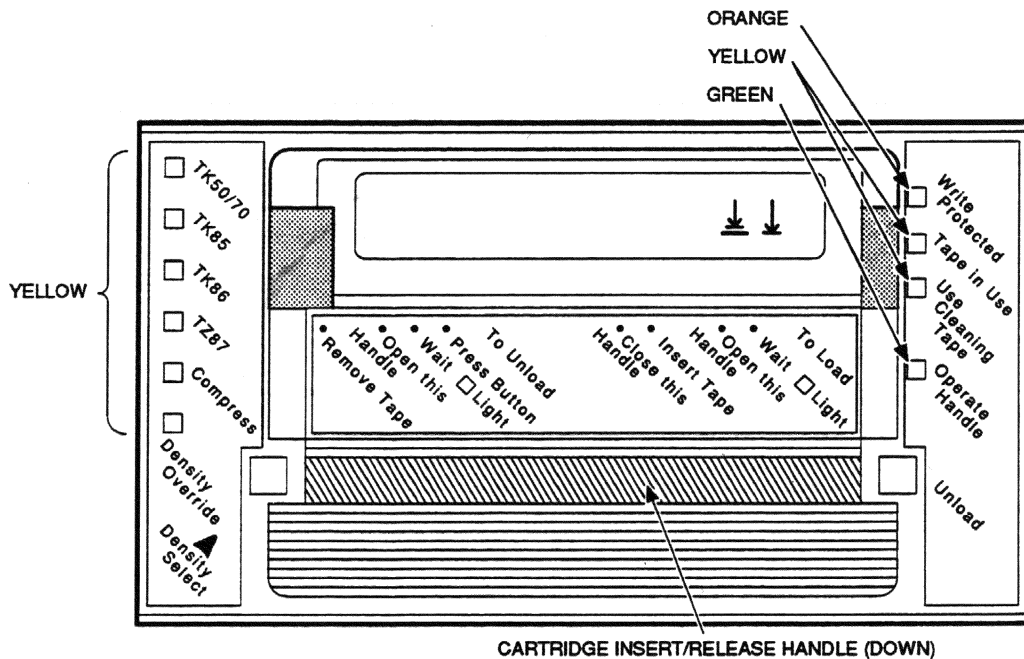 ORANGE
YELLOW
GREEN
YELLOW
TK50/70
TK85
TK86
TZ87
Compress
Density
Override
Density
Select
To Unload
• Press Button
• Wait Light
• Open this
Handle
• Remove Tape
To Load
• Wait Light
• Open this
Handle
• Insert Tape
• Close this
Handle
Write
Protected
Tape in Use
Use
Cleaning
Tape
Operate
Handle
Unload
CARTRIDGE INSERT/RELEASE HANDLE (DOWN)